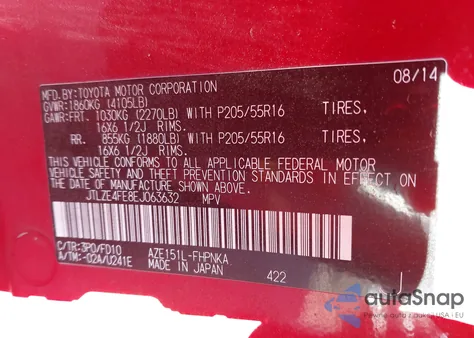 MFD.BY:TOYOTA MOTOR CORPORATION 08/14
GVWR:1860KG (4105LB)
GAWR:FRT. 1030KG (2270LB) WITH P205/55R16 TIRES,
16X6 1/2J RIMS.
RR. 855KG (1880LB) WITH P205/55R16 TIRES,
16X6 1/2J RIMS.
THIS VEHICLE CONFORMS TO ALL APPLICABLE FEDERAL MOTOR
VEHICLE SAFETY STANDARDS IN EFFECT ON THE DATE OF
MANUFACTURE SHOWN ABOVE.
JTLZE4FE8EJ063632 MPV
C/TR:3P0/FD10 AZE151L-FHPNKA
A/TM:-02A/U241E MADE IN JAPAN 422
autoSnap